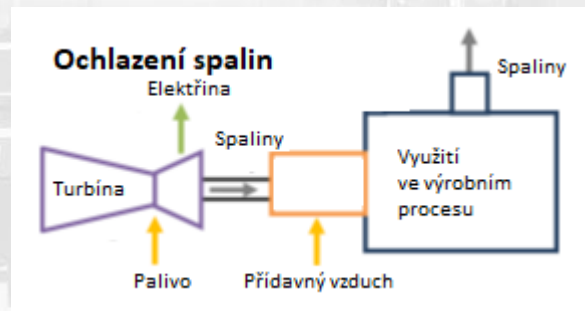 Ochlazení spalin
Elektřina
Spaliny
Spaliny
Turbína
Využití
ve výrobním
procesu
Palivo
Přídavný vzduch